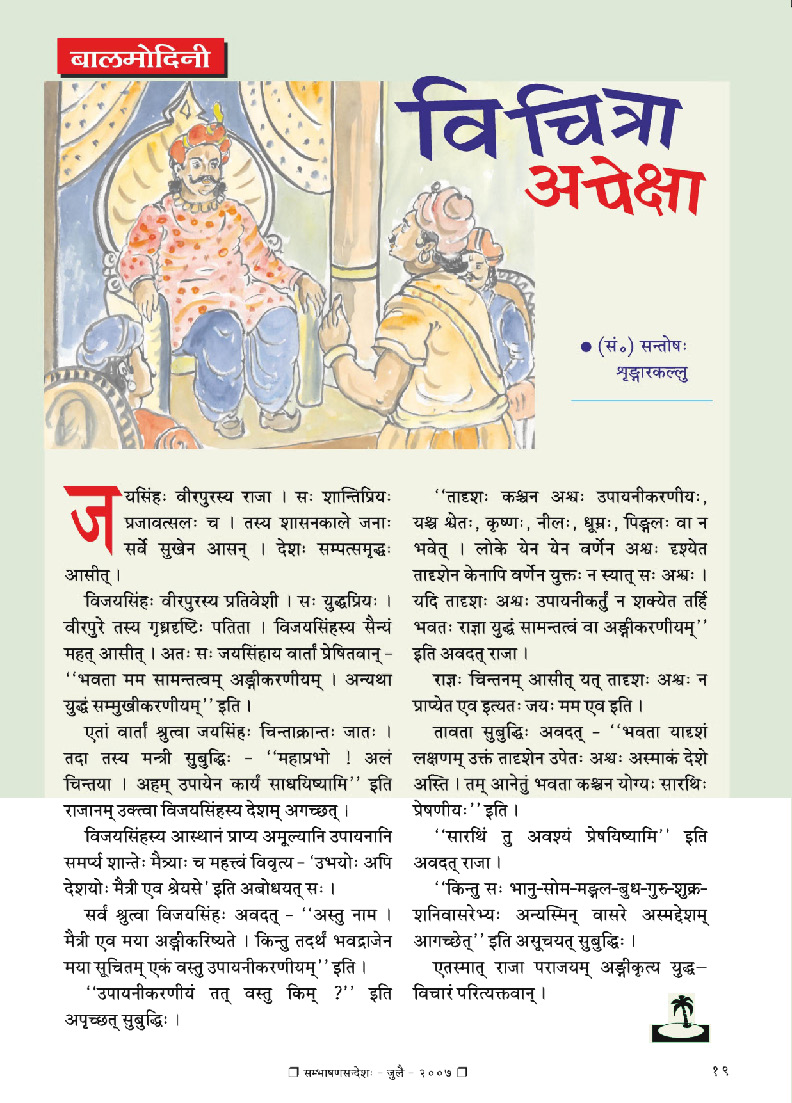 बालमोदिनी
विचित्रा
अपेक्षा
● (सं॰) सन्तोषः
शृङ्गारकल्लु
जयसिंहः वीरपुरस्य राजा । सः शान्तिप्रियः
प्रजावत्सलः च । तस्य शासनकाले जनाः
सर्वे सुखेन आसन् । देशः सम्पत्समृद्धः
आसीत् ।
विजयसिंहः वीरपुरस्य प्रतिवेशी । सः युद्धप्रियः ।
वीरपुरे तस्य गृध्रदृष्टिः पतिता । विजयसिंहस्य सैन्यं
महत् आसीत् । अतः सः जयसिंहाय वार्तां प्रेषितवान् -
‘‘भवता मम सामन्तत्वम् अङ्गीकरणीयम् । अन्यथा
युद्धं सम्मुखीकरणीयम्’’ इति ।
एतां वार्तां श्रुत्वा जयसिंहः चिन्ताक्रान्तः जातः ।
तदा तस्य मन्त्री सुबुद्धिः - ‘‘महाप्रभो ! अलं
चिन्तया । अहम् उपायेन कार्यं साधयिष्यामि’’ इति
राजानम् उक्त्वा विजयसिंहस्य देशम् अगच्छत् ।
विजयसिंहस्य आस्थानं प्राप्य अमूल्यानि उपायनानि
समर्प्य शान्तेः मैत्र्याः च महत्त्वं विवृत्य - ‘उभयोः अपि
देशयोः मैत्री एव श्रेयसे’ इति अबोधयत् सः ।
सर्वं श्रुत्वा विजयसिंहः अवदत् - ‘‘अस्तु नाम ।
मैत्री एव मया अङ्गीकरिष्यते । किन्तु तदर्थं भवद्राजेन
मया सूचितम् एकं वस्तु उपायनीकरणीयम्’’ इति ।
‘‘उपायनीकरणीयं तत् वस्तु किम् ?’’ इति
अपृच्छत् सुबुद्धिः ।
‘‘तादृशः कश्चन अश्वः उपायनीकरणीयः,
यश्च श्वेतः, कृष्णः, नीलः, धूम्रः, पिङ्गलः वा न
भवेत् । लोके येन येन वर्णेन अश्वः दृश्येत
तादृशेन केनापि वर्णेन युक्तः न स्यात् सः अश्वः ।
यदि तादृशः अश्वः उपायनीकर्तुं न शक्येत तर्हि
भवतः राज्ञा युद्धं सामन्तत्वं वा अङ्गीकरणीयम्’’
इति अवदत् राजा ।
राज्ञः चिन्तनम् आसीत् यत् तादृशः अश्वः न
प्राप्येत एव इत्यतः जयः मम एव इति ।
तावता सुबुद्धिः अवदत् - ‘‘भवता यादृशं
लक्षणम् उक्तं तादृशेन उपेतः अश्वः अस्माकं देशे
अस्ति । तम् आनेतुं भवता कश्चन योग्यः सारथिः
प्रेषणीयः’’ इति ।
‘‘सारथिं तु अवश्यं प्रेषयिष्यामि’’ इति
अवदत् राजा ।
‘‘किन्तु सः भानु-सोम-मङ्गल-बुध-गुरु-शुक्र-
शनिवासरेभ्यः अन्यस्मिन् वासरे अस्मद्देशम्
आगच्छेत्’’ इति असूचयत् सुबुद्धिः ।
एतस्मात् राजा पराजयम् अङ्गीकृत्य युद्ध–
विचारं परित्यक्तवान् ।
❐ सम्भाषणसन्देशः - जुलै - २००७ ❐
१९